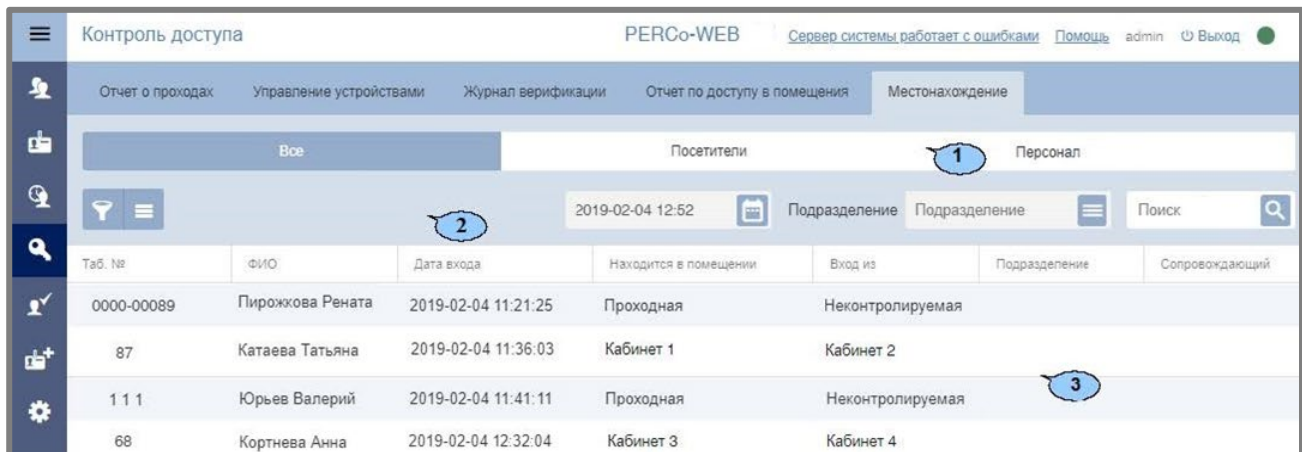 Контроль доступа PERCo-WEB Сервер системы работает с ошибками Помощь admin Выход
Отчет о проходах Управление устройствами Журнал верификации Отчет по доступу в помещения Местонахождение
Все Посетители 1 Персонал
2 2019-02-04 12:52 Подразделение Подразделение Поиск
Таб. № ФИО Дата входа Находится в помещении Вход из Подразделение Сопровождающий
0000-00089 Пирожкова Рената 2019-02-04 11:21:25 Проходная Неконтролируемая
87 Катаева Татьяна 2019-02-04 11:36:03 Кабинет 1 Кабинет 2
3
1 1 1 Юрьев Валерий 2019-02-04 11:41:11 Проходная Неконтролируемая
68 Кортнева Анна 2019-02-04 12:32:04 Кабинет 3 Кабинет 4